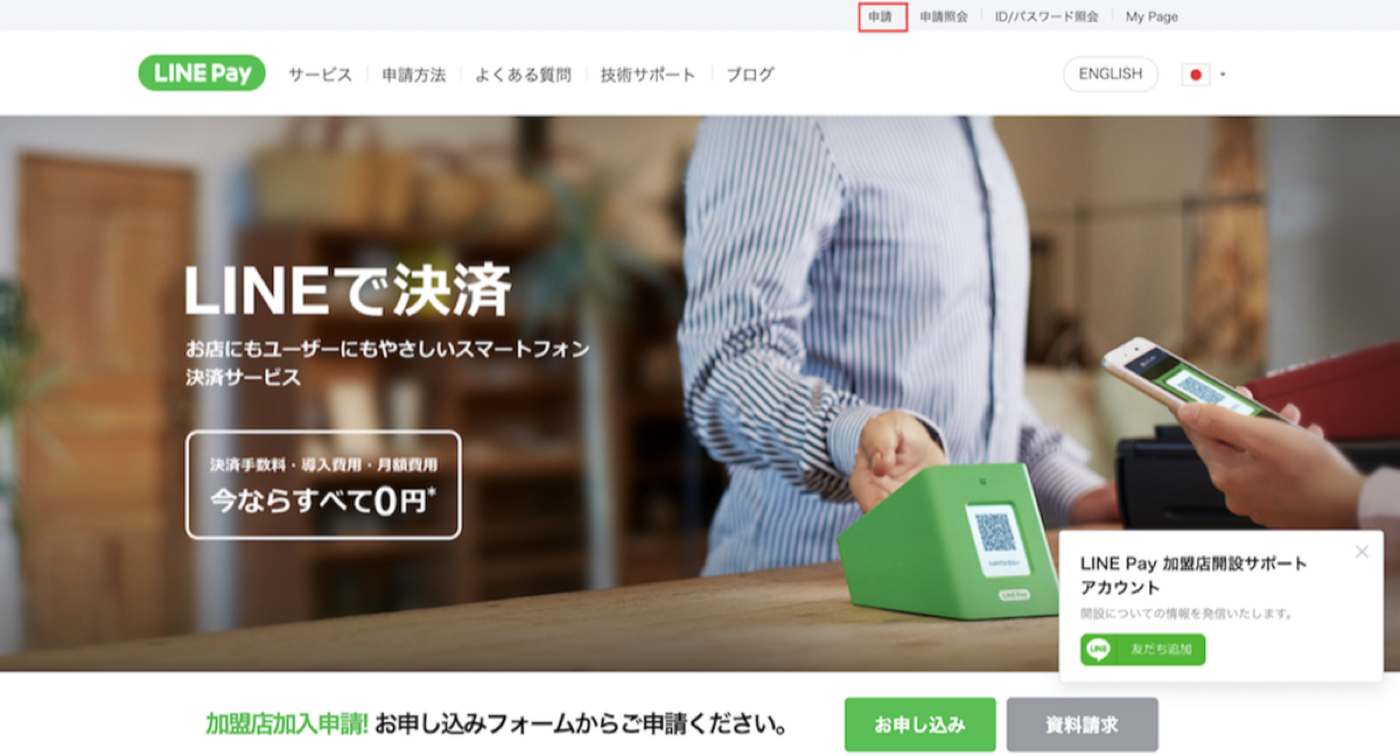 申請 申請照会 ID/パスワード照会 My Page
LINE Pay サービス 申請方法 よくある質問 技術サポート ブログ ENGLISH
LINEで決済
お店にもユーザーにもやさしいスマートフォン
決済サービス
決済手数料・導入費用・月額費用
今ならすべて0円*
LINE Pay
LINE Pay 加盟店開設サポート
アカウント
開設についての情報を発信いたします。
LINE 友だち追加
加盟店加入申請! お申し込みフォームからご申請ください。 お申し込み 資料請求